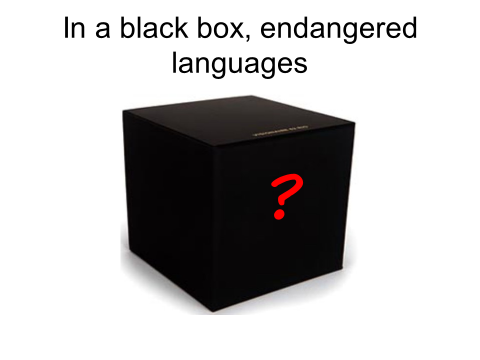 In a black box, endangered
languages
?